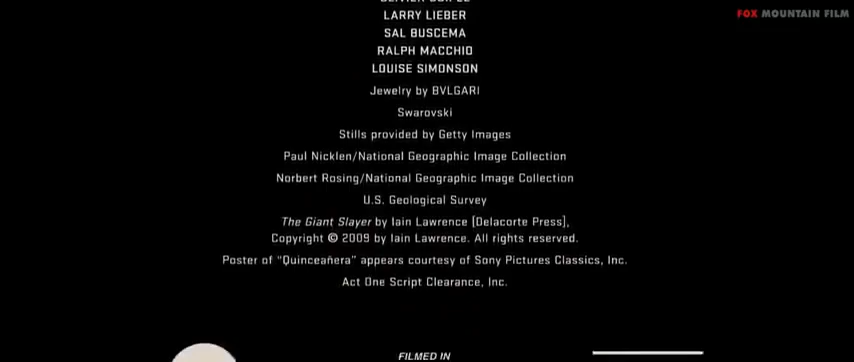 FOX MOUNTAIN FILM
LARRY LIEBER
SAL BUSCEMA
RALPH MACCHIO
LOUISE SIMONSON
Jewelry by BVLGARI
Swarovski
Stills provided by Getty Images
Paul Nicklen/National Geographic Image Collection
Norbert Rosing/National Geographic Image Collection
U.S. Geological Survey
The Giant Slayer by Iain Lawrence [Delacorte Press],
Copyright © 2009 by Iain Lawrence. All rights reserved.
Poster of “Quinceañera” appears courtesy of Sony Pictures Classics, Inc.
Act One Script Clearance, Inc.
FILMED IN